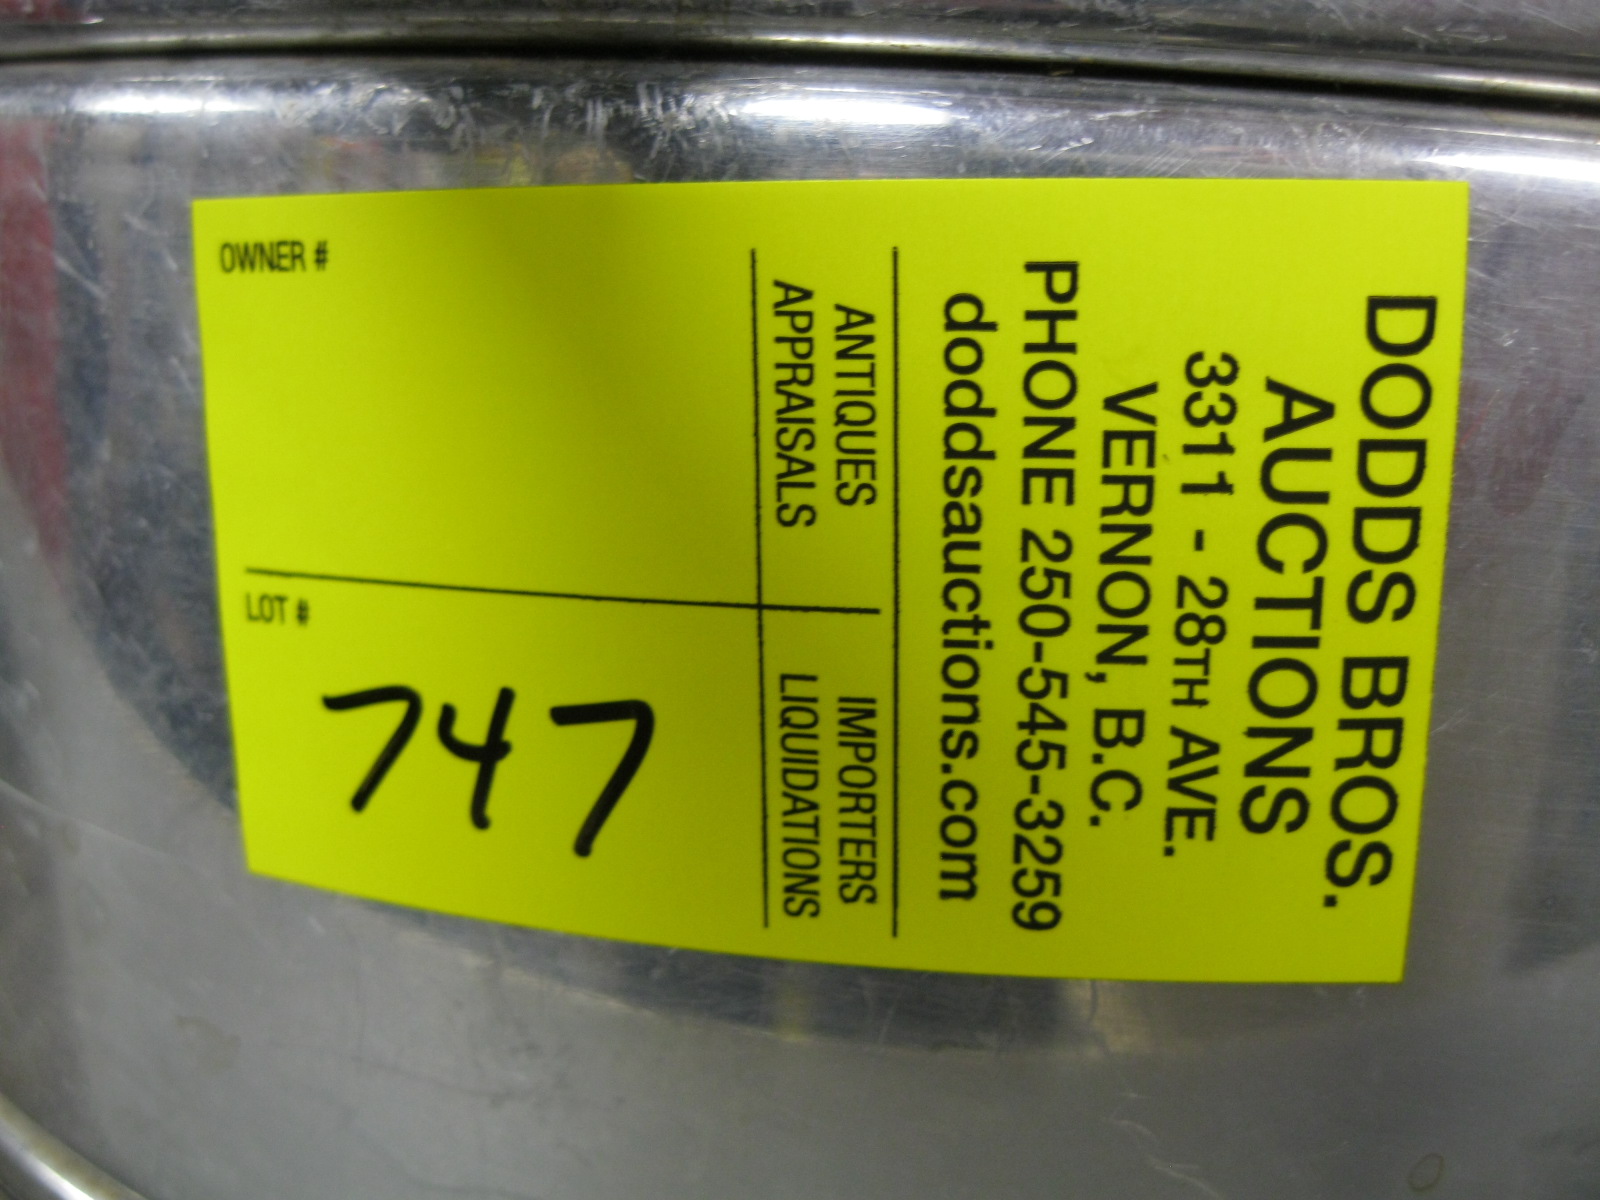 DODDS BROS.
AUCTIONS
3311 - 28TH AVE.
VERNON, B.C.
PHONE 250-545-3259
doddsauctions.com
ANTIQUES
APPRAISALS
IMPORTERS
LIQUIDATIONS
OWNER #
LOT #
747